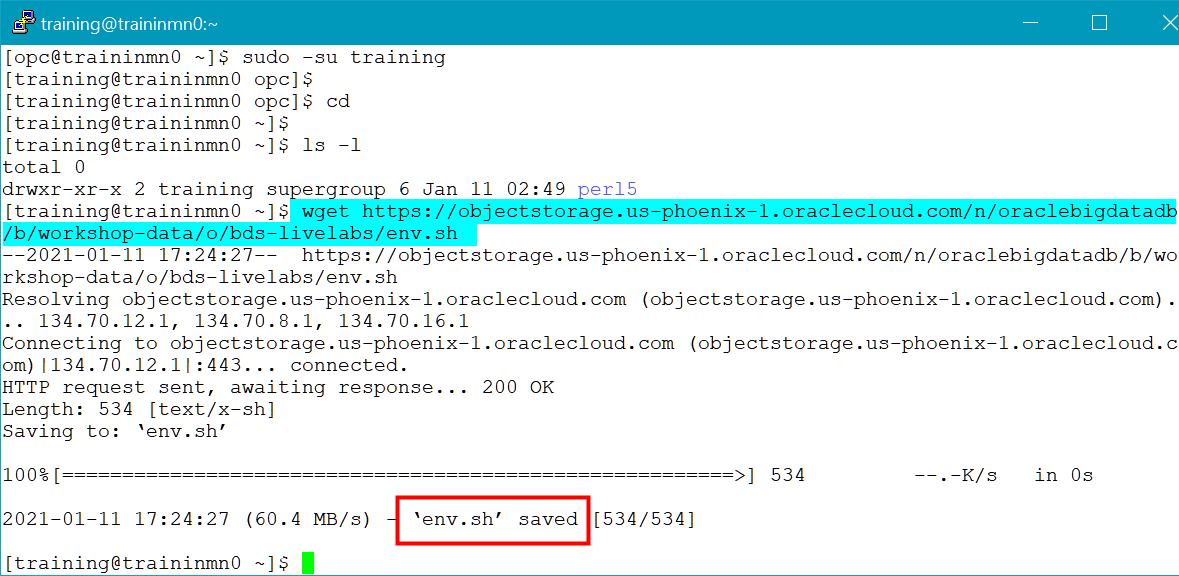 training@traininmn0:~
[opc@traininmn0 ~]$ sudo -su training
[training@traininmn0 opc]$
[training@traininmn0 opc]$ cd
[training@traininmn0 ~]$
[training@traininmn0 ~]$ ls -l
total 0
drwxr-xr-x 2 training supergroup 6 Jan 11 02:49 perl5
[training@traininmn0 ~]$ wget https://objectstorage.us-phoenix-1.oraclecloud.com/n/oraclebigdatadb
/b/workshop-data/o/bds-livelabs/env.sh
--2021-01-11 17:24:27--  https://objectstorage.us-phoenix-1.oraclecloud.com/n/oraclebigdatadb/b/wo
rkshop-data/o/bds-livelabs/env.sh
Resolving objectstorage.us-phoenix-1.oraclecloud.com (objectstorage.us-phoenix-1.oraclecloud.com).
.. 134.70.12.1, 134.70.8.1, 134.70.16.1
Connecting to objectstorage.us-phoenix-1.oraclecloud.com (objectstorage.us-phoenix-1.oraclecloud.c
om)|134.70.12.1|:443... connected.
HTTP request sent, awaiting response... 200 OK
Length: 534 [text/x-sh]
Saving to: ‘env.sh’
100%[========================================================>] 534         --.-K/s   in 0s
2021-01-11 17:24:27 (60.4 MB/s) - ‘env.sh’ saved [534/534]
[training@traininmn0 ~]$